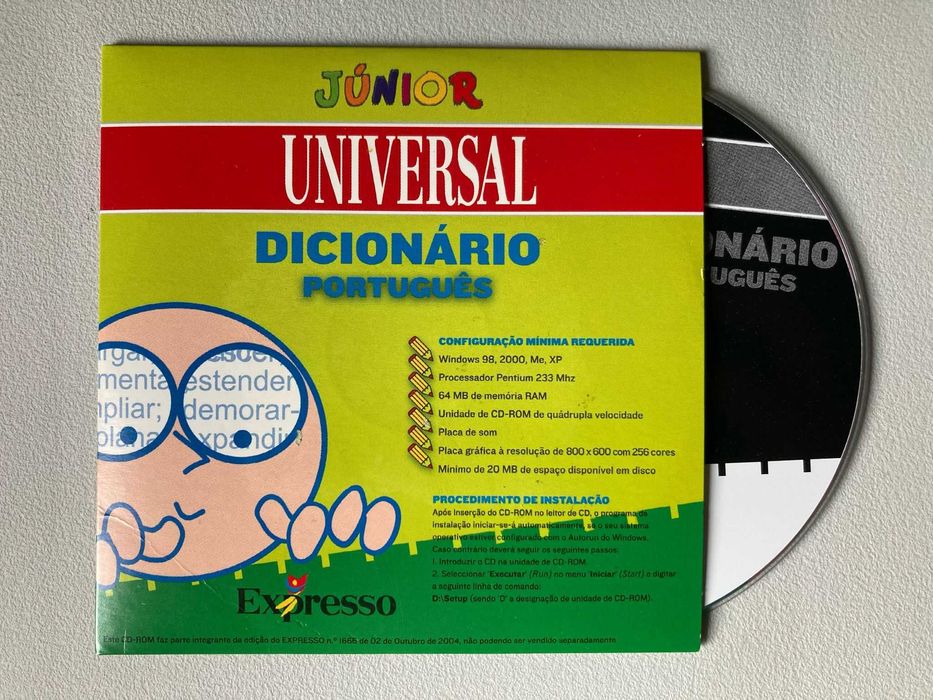 JÚNIOR
UNIVERSAL
DICIONÁRIO
PORTUGUÊS
NÁRIO
UGUÊS
menta estender
pliar; demorar-
plana expandir
CONFIGURAÇÃO MÍNIMA REQUERIDA
Windows 98, 2000, Me, XP
Processador Pentium 233 Mhz
64 MB de memória RAM
Unidade de CD-ROM de quádrupla velocidade
Placa de som
Placa gráfica à resolução de 800 x 600 com 256 cores
Mínimo de 20 MB de espaço disponível em disco
PROCEDIMENTO DE INSTALAÇÃO
Após inserção do CD-ROM no leitor de CD, o programa de
instalação iniciar-se-á automaticamente, se o seu sistema
operativo estiver configurado com o Autorun do Windows.
Caso contrário deverá seguir os seguintes passos:
1. Introduzir o CD na unidade de CD-ROM.
2. Seleccionar 'Executar' (Run) no menu 'Iniciar' (Start) e digitar
a seguinte linha de comando:
D:\Setup (sendo 'D' a designação de unidade de CD-ROM).
Expresso
Este CD-ROM faz parte integrante da edição do EXPRESSO n.º 1666 de 02 de Outubro de 2004, não podendo ser vendido separadamente